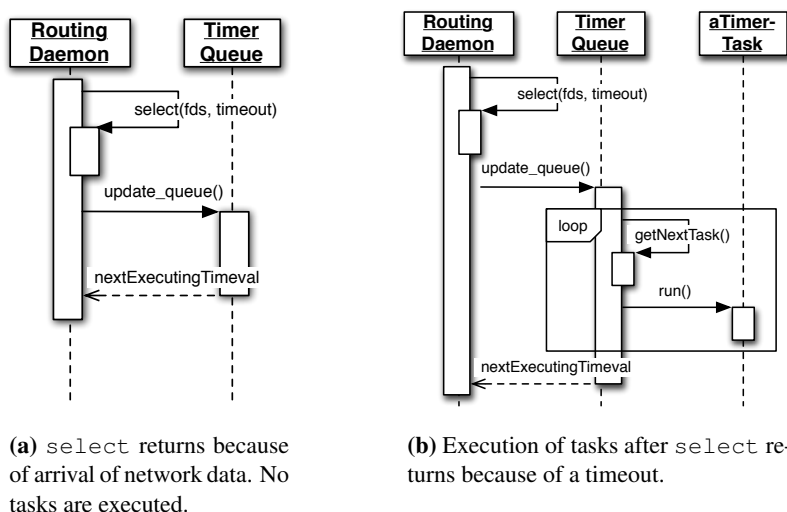 Routing
Daemon
Timer
Queue
select(fds, timeout)
update_queue()
nextExecutingTimeval
(a) select returns because
of arrival of network data. No
tasks are executed.
Routing
Daemon
Timer
Queue
aTimer-
Task
select(fds, timeout)
update_queue()
loop
getNextTask()
run()
nextExecutingTimeval
(b) Execution of tasks after select re-
turns because of a timeout.